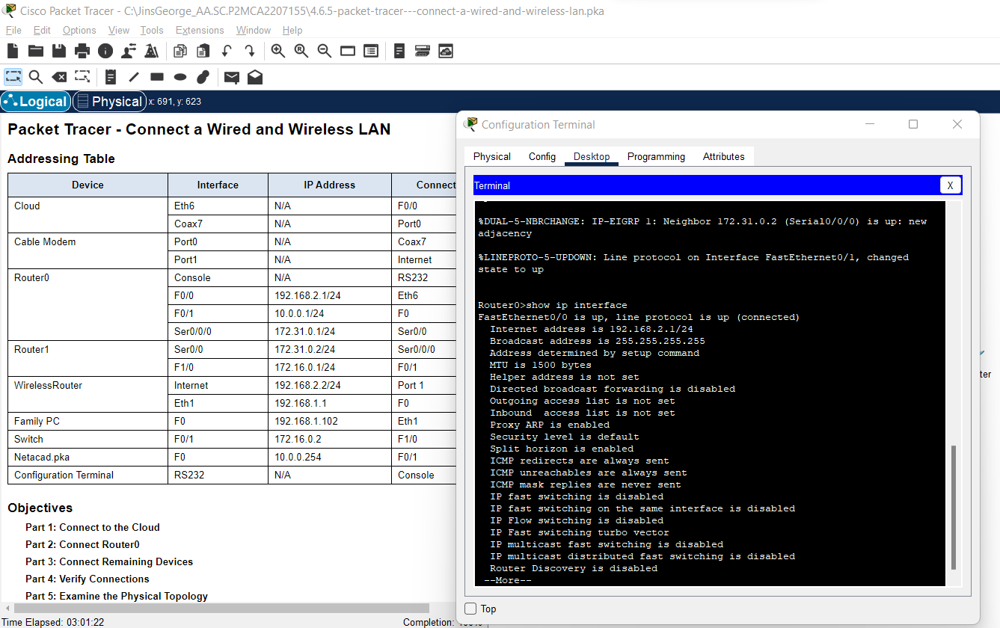 Cisco Packet Tracer - C:\JinsGeorge_AA.SC.P2MCA2207155\4.6.5-packet-tracer---connect-a-wired-and-wireless-lan.pka
File Edit Options View Tools Extensions Window Help
Logical Physical x: 691, y: 623
Packet Tracer - Connect a Wired and Wireless LAN
Addressing Table
Device Interface IP Address Connect
Cloud Eth6 N/A F0/0
Coax7 N/A Port0
Cable Modem Port0 N/A Coax7
Port1 N/A Internet
Router0 Console N/A RS232
F0/0 192.168.2.1/24 Eth6
F0/1 10.0.0.1/24 F0
Ser0/0/0 172.31.0.1/24 Ser0/0
Router1 Ser0/0 172.31.0.2/24 Ser0/0/0
F1/0 172.16.0.1/24 F0/1
WirelessRouter Internet 192.168.2.2/24 Port 1
Eth1 192.168.1.1 F0
Family PC F0 192.168.1.102 Eth1
Switch F0/1 172.16.0.2 F1/0
Netacad.pka F0 10.0.0.254 F0/1
Configuration Terminal RS232 N/A Console
Objectives
Part 1: Connect to the Cloud
Part 2: Connect Router0
Part 3: Connect Remaining Devices
Part 4: Verify Connections
Part 5: Examine the Physical Topology
Time Elapsed: 03:01:22 Completion:
Configuration Terminal
Physical Config Desktop Programming Attributes
Terminal X
%DUAL-5-NBRCHANGE: IP-EIGRP 1: Neighbor 172.31.0.2 (Serial0/0/0) is up: new
adjacency
%LINEPROTO-5-UPDOWN: Line protocol on Interface FastEthernet0/1, changed
state to up
Router0>show ip interface
FastEthernet0/0 is up, line protocol is up (connected)
Internet address is 192.168.2.1/24
Broadcast address is 255.255.255.255
Address determined by setup command
MTU is 1500 bytes
Helper address is not set
Directed broadcast forwarding is disabled
Outgoing access list is not set
Inbound  access list is not set
Proxy ARP is enabled
Security level is default
Split horizon is enabled
ICMP redirects are always sent
ICMP unreachables are always sent
ICMP mask replies are never sent
IP fast switching is disabled
IP fast switching on the same interface is disabled
IP Flow switching is disabled
IP Fast switching turbo vector
IP multicast fast switching is disabled
IP multicast distributed fast switching is disabled
Router Discovery is disabled
--More--
Top
ter